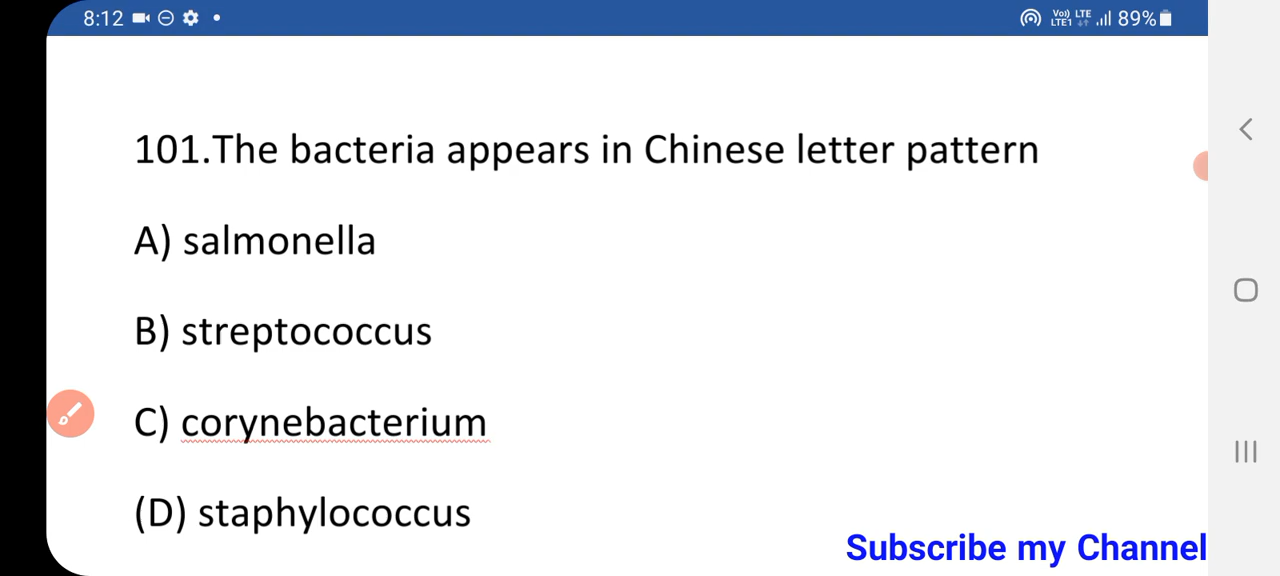 8:12
Vo)) LTE
LTE1
89%
101.The bacteria appears in Chinese letter pattern
A) salmonella
B) streptococcus
C) corynebacterium
(D) staphylococcus
Subscribe my Channel